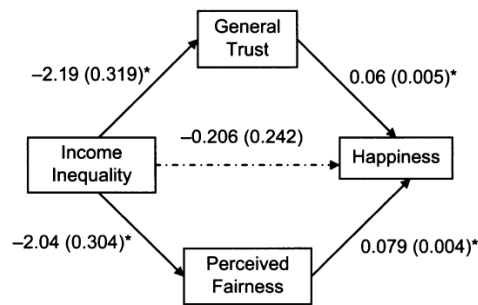 General
Trust
–2.19 (0.319)*
0.06 (0.005)*
–0.206 (0.242)
Income
Inequality
Happiness
–2.04 (0.304)*
0.079 (0.004)*
Perceived
Fairness